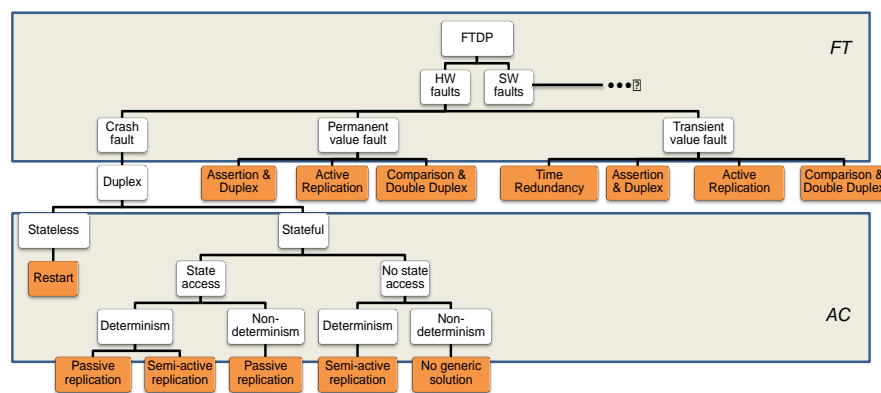 FTDP
FT
HW
faults
SW
faults
•••⍰
Crash
fault
Permanent
value fault
Transient
value fault
Duplex
Assertion &
Duplex
Active
Replication
Comparison &
Double Duplex
Time
Redundancy
Assertion
& Duplex
Active
Replication
Comparison &
Double Duplex
Stateless
Stateful
Restart
State
access
No state
access
AC
Determinism
Non-
determinism
Determinism
Non-
determinism
Passive
replication
Semi-active
replication
Passive
replication
Semi-active
replication
No generic
solution